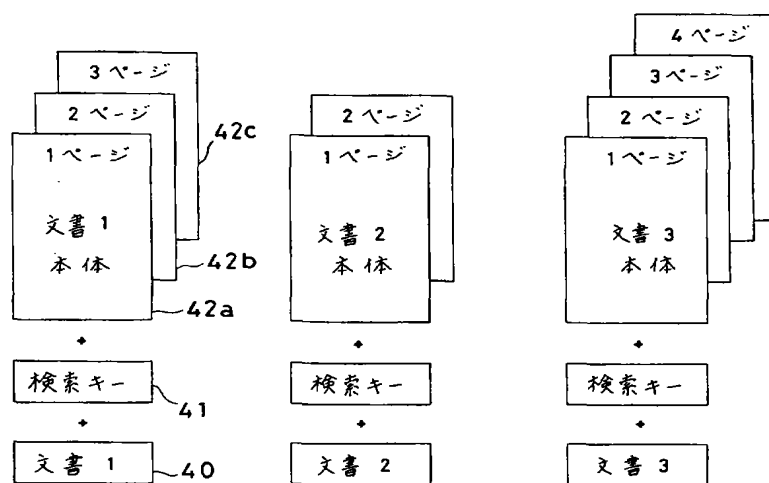 3 ページ
2 ページ
1 ページ
文書 1
本体
42c
42b
42a
+
検索キー
41
+
文書 1
40
2 ページ
1 ページ
文書 2
本体
+
検索キー
+
文書 2
4 ページ
3 ページ
2 ページ
1 ページ
文書 3
本体
+
検索キー
+
文書 3